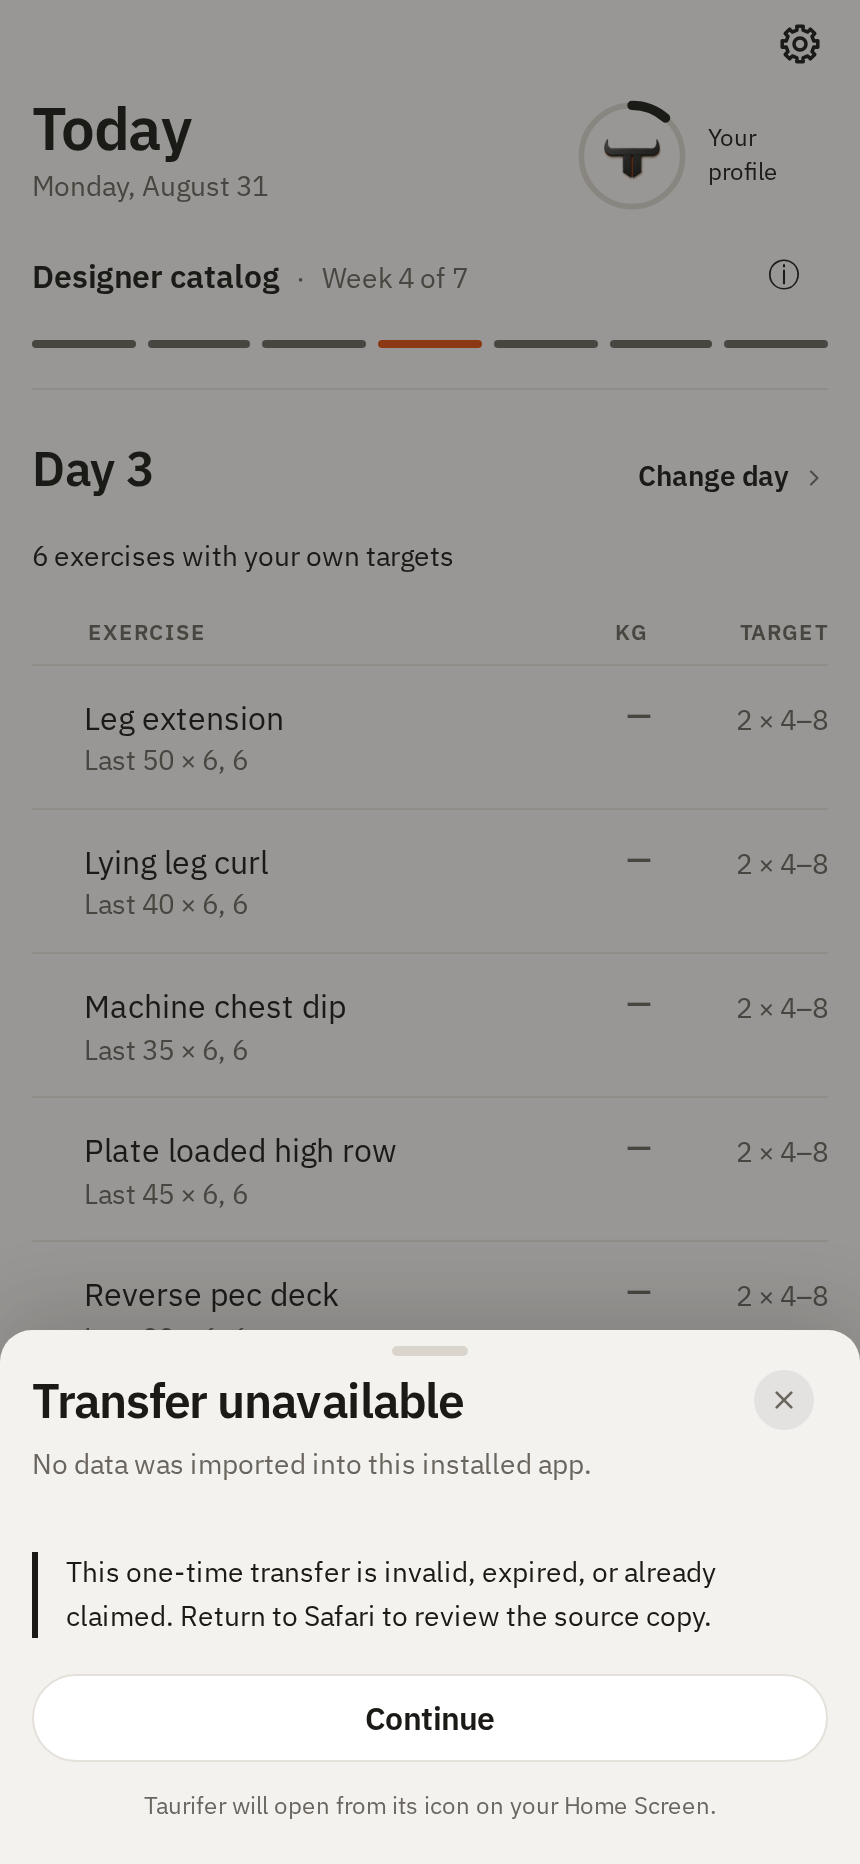 Today
Monday, August 31
Your
profile
Designer catalog · Week 4 of 7
Day 3
Change day
6 exercises with your own targets
EXERCISE KG TARGET
Leg extension — 2 × 4–8
Last 50 × 6, 6
Lying leg curl — 2 × 4–8
Last 40 × 6, 6
Machine chest dip — 2 × 4–8
Last 35 × 6, 6
Plate loaded high row — 2 × 4–8
Last 45 × 6, 6
Reverse pec deck — 2 × 4–8
Transfer unavailable
No data was imported into this installed app.
This one-time transfer is invalid, expired, or already
claimed. Return to Safari to review the source copy.
Continue
Taurifer will open from its icon on your Home Screen.